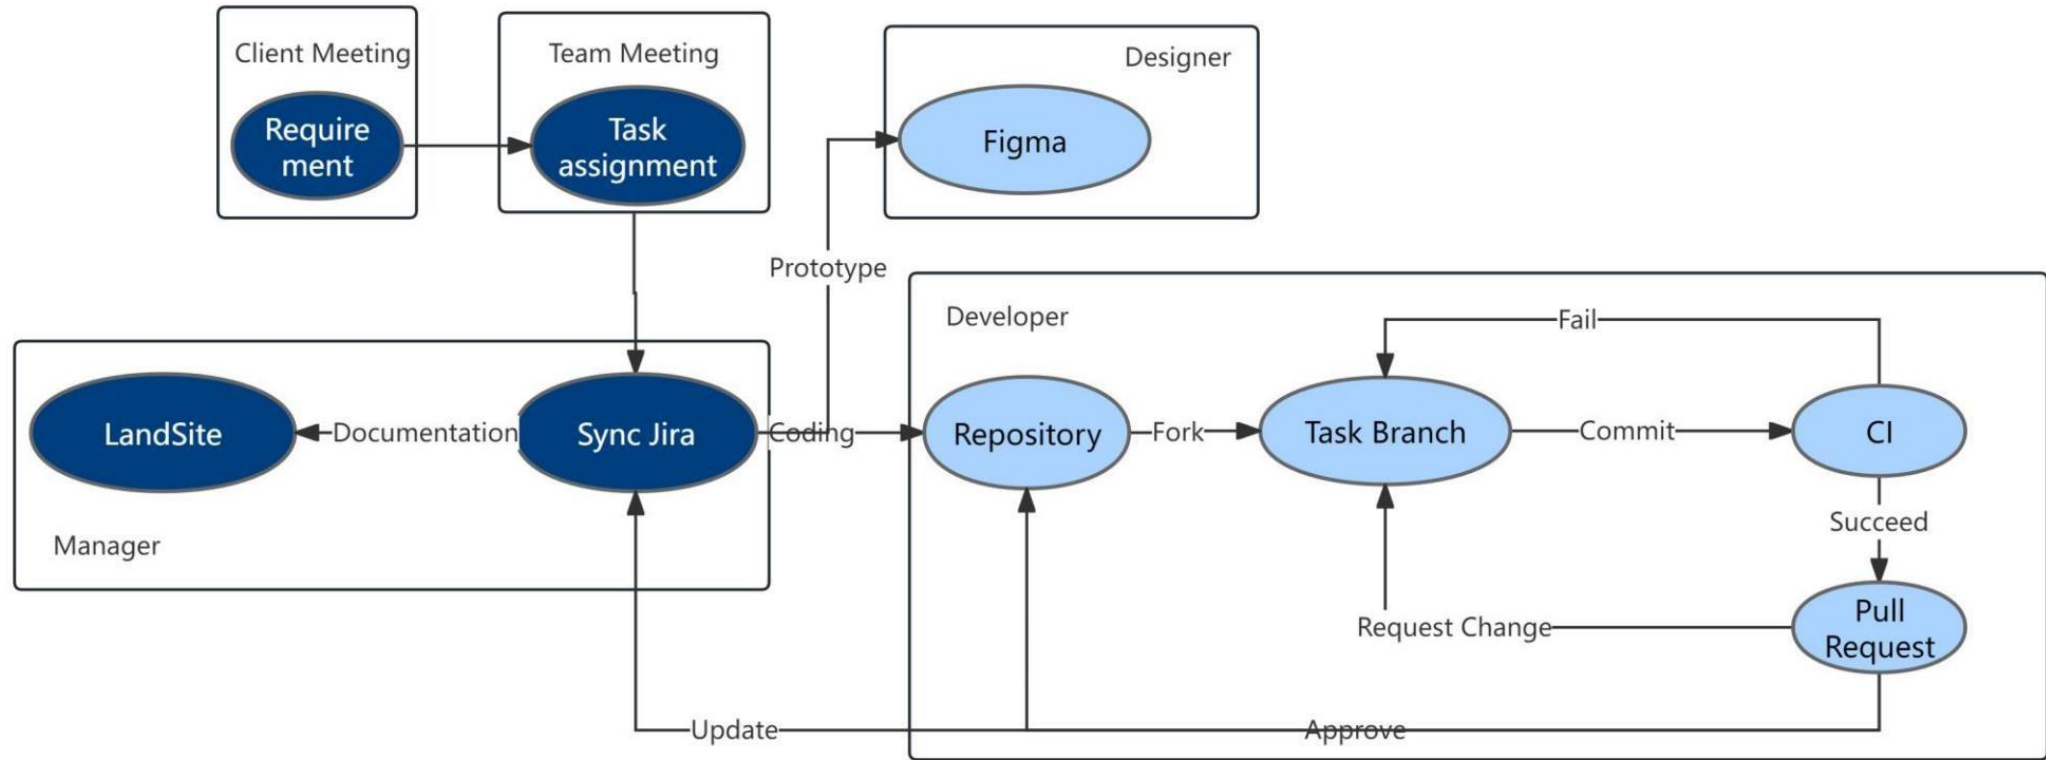 Client Meeting
Require
ment
Team Meeting
Task
assignment
Designer
Figma
Prototype
Developer
Fail
LandSite
Documentation
Sync Jira
Coding
Repository
Fork
Task Branch
Commit
CI
Succeed
Manager
Request Change
Pull
Request
Update
Approve